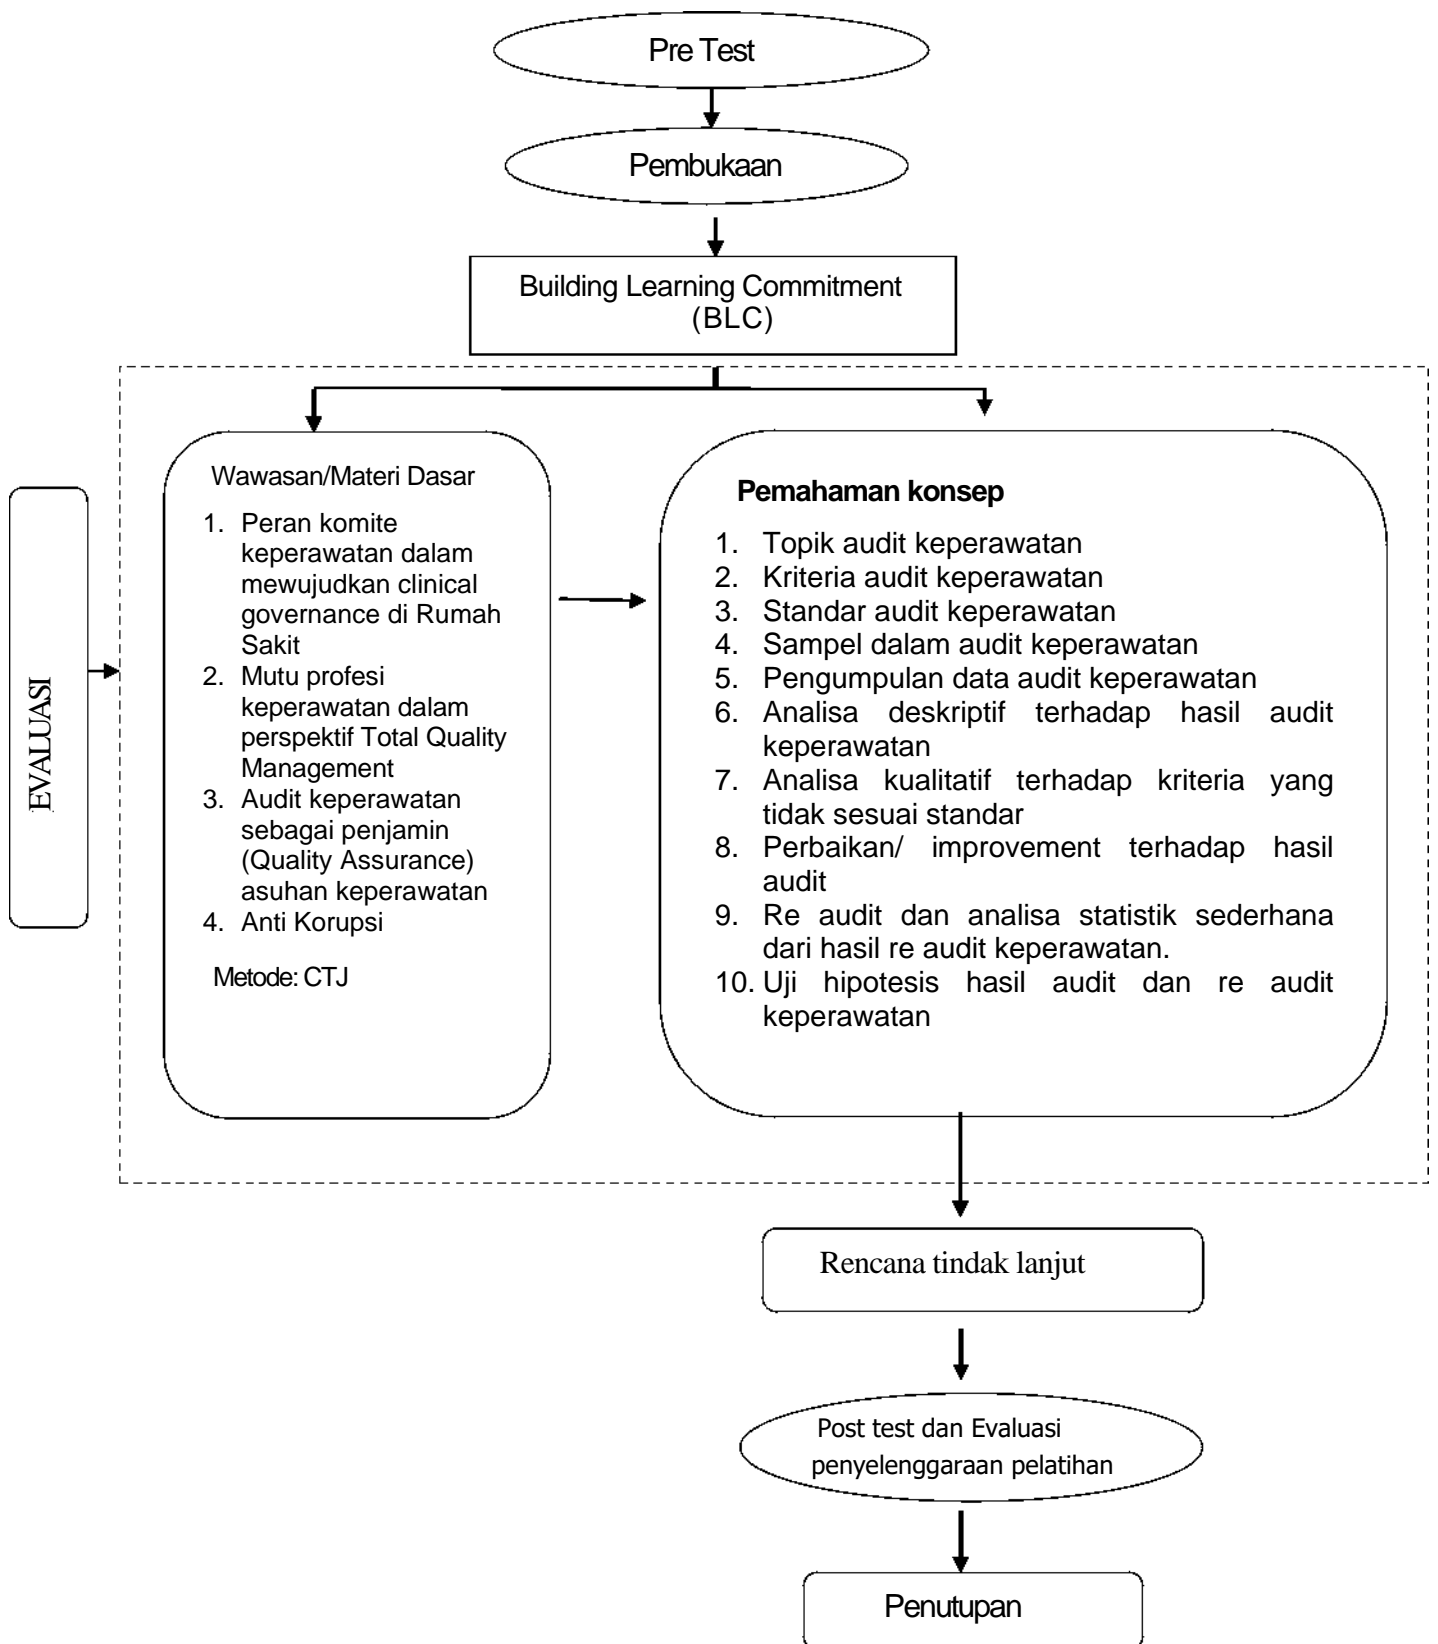 Pre Test
Pembukaan
Building Learning Commitment
(BLC)
EVALUASI
Wawasan/Materi Dasar
1. Peran komite
keperawatan dalam
mewujudkan clinical
governance di Rumah
Sakit
2. Mutu profesi
keperawatan dalam
perspektif Total Quality
Management
3. Audit keperawatan
sebagai penjamin
(Quality Assurance)
asuhan keperawatan
4. Anti Korupsi
Metode: CTJ
Pemahaman konsep
1. Topik audit keperawatan
2. Kriteria audit keperawatan
3. Standar audit keperawatan
4. Sampel dalam audit keperawatan
5. Pengumpulan data audit keperawatan
6. Analisa deskriptif terhadap hasil audit
keperawatan
7. Analisa kualitatif terhadap kriteria yang
tidak sesuai standar
8. Perbaikan/ improvement terhadap hasil
audit
9. Re audit dan analisa statistik sederhana
dari hasil re audit keperawatan.
10. Uji hipotesis hasil audit dan re audit
keperawatan
Rencana tindak lanjut
Post test dan Evaluasi
penyelenggaraan pelatihan
Penutupan